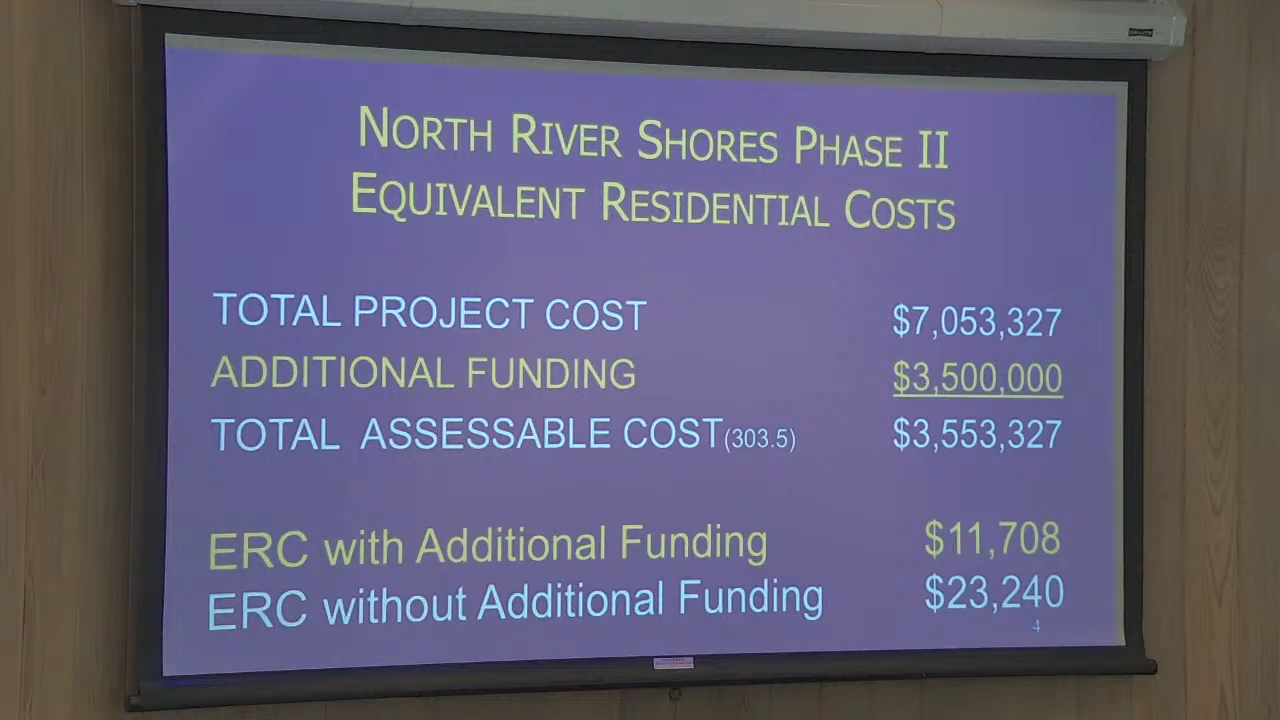 NORTH RIVER SHORES PHASE II
EQUIVALENT RESIDENTIAL COSTS
TOTAL PROJECT COST $7,053,327
ADDITIONAL FUNDING $3,500,000
TOTAL ASSESSABLE COST(303.5) $3,553,327
ERC with Additional Funding $11,708
ERC without Additional Funding $23,240
4